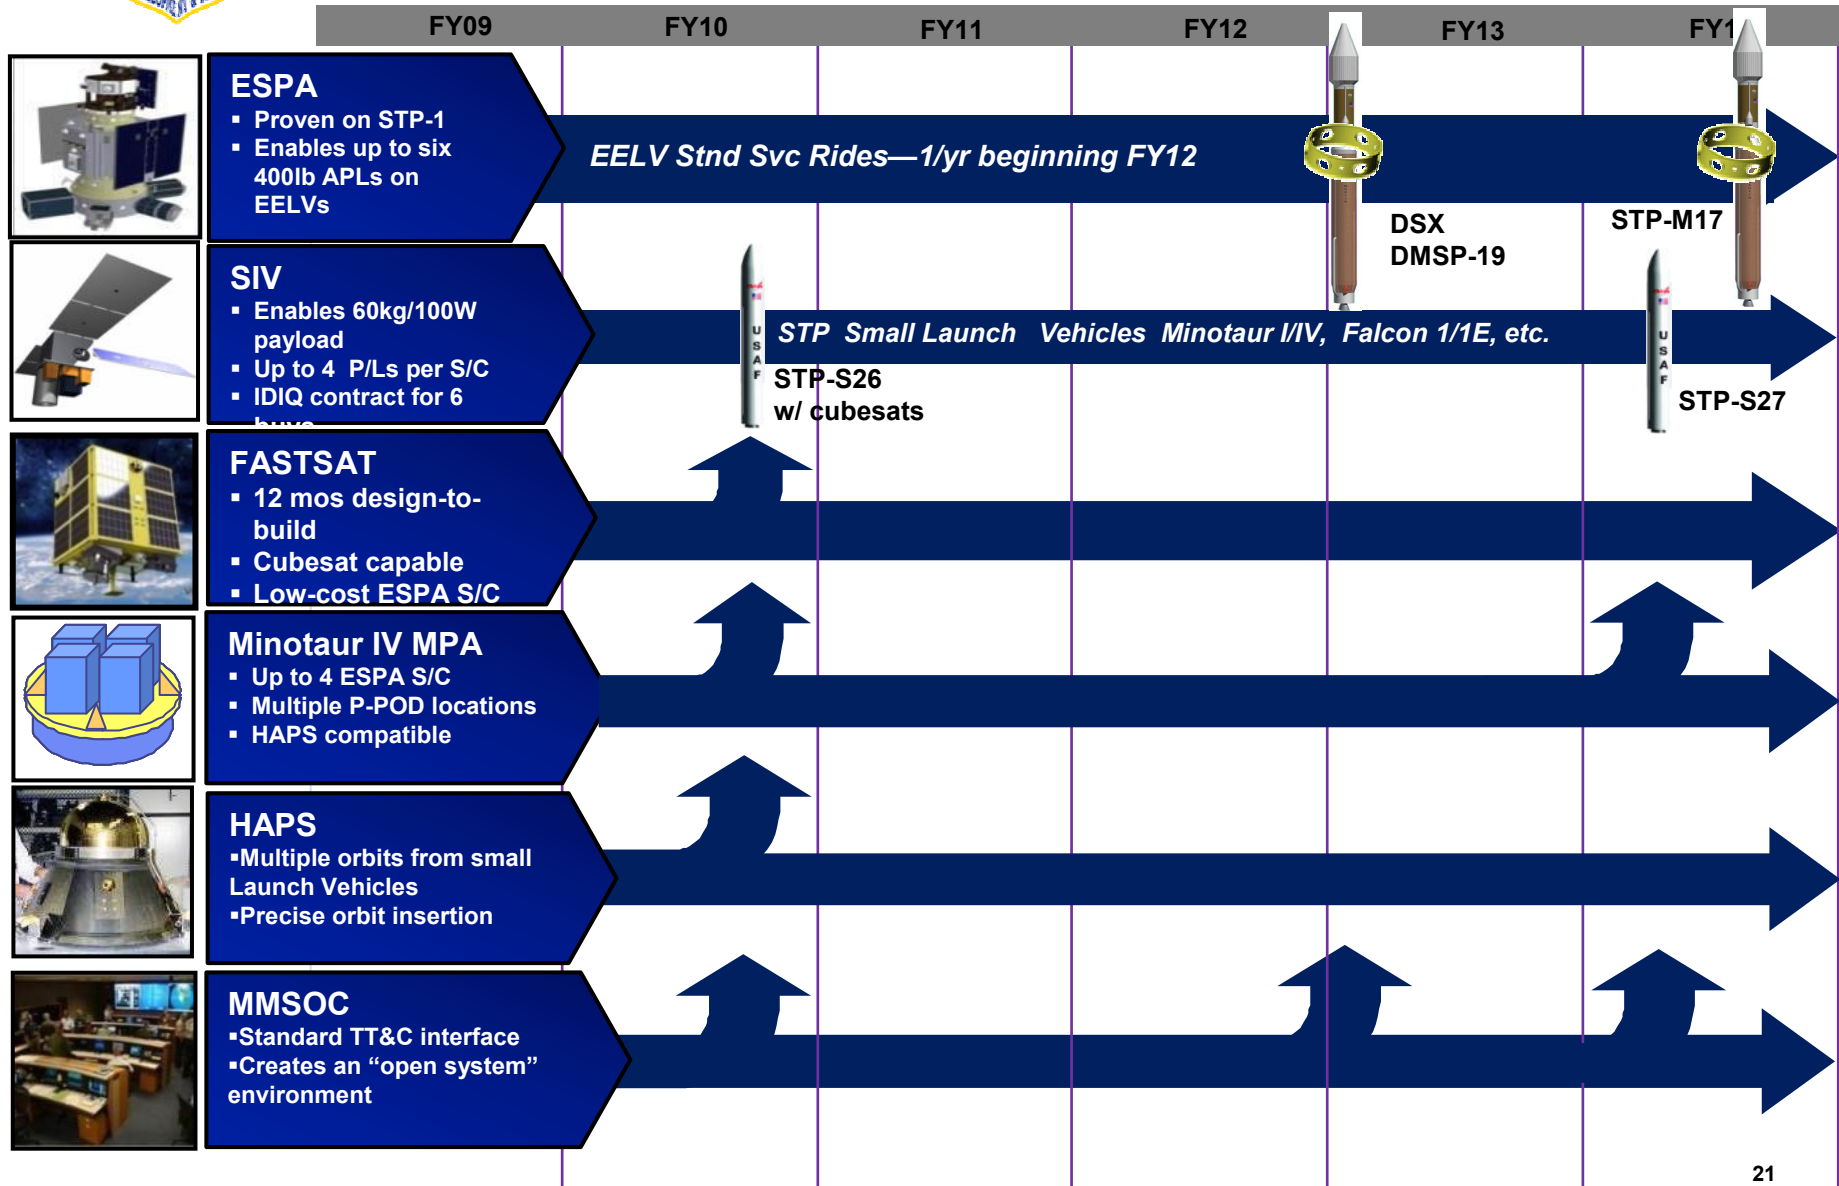 FY09 FY10 FY11 FY12 FY13 FY1
ESPA
▪ Proven on STP-1
▪ Enables up to six
400lb APLs on
EELVs
EELV Stnd Svc Rides—1/yr beginning FY12
DSX
DMSP-19
STP-M17
SIV
▪ Enables 60kg/100W
payload
▪ Up to 4 P/Ls per S/C
▪ IDIQ contract for 6
STP Small Launch Vehicles Minotaur I/IV, Falcon 1/1E, etc.
USAF
STP-S26
w/ cubesats
USAF
STP-S27
FASTSAT
▪ 12 mos design-to-
build
▪ Cubesat capable
▪ Low-cost ESPA S/C
Minotaur IV MPA
▪ Up to 4 ESPA S/C
▪ Multiple P-POD locations
▪ HAPS compatible
HAPS
▪Multiple orbits from small
Launch Vehicles
▪Precise orbit insertion
MMSOC
▪Standard TT&C interface
▪Creates an “open system”
environment
21